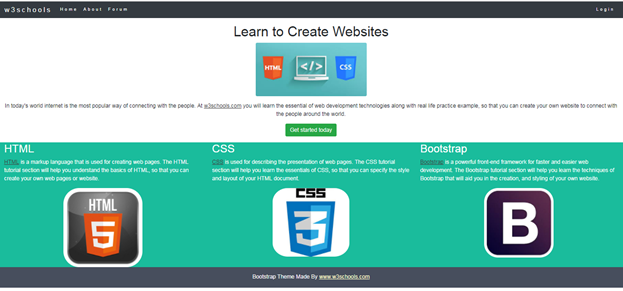 w3schools Home About Forum Login
Learn to Create Websites
HTML </> CSS
In today's world internet is the most popular way of connecting with the people. At w3schools.com you will learn the essential of web development technologies along with real life practice example, so that you can create your own website to connect with
the people around the world.
Get started today
HTML
HTML is a markup language that is used for creating web pages. The HTML
tutorial section will help you understand the basics of HTML, so that you can
create your own web pages or website.
HTML
5
CSS
CSS is used for describing the presentation of web pages. The CSS tutorial
section will help you learn the essentials of CSS, so that you can specify the style
and layout of your HTML document.
CSS
3
Bootstrap
Bootstrap is a powerful front-end framework for faster and easier web
development. The Bootstrap tutorial section will help you learn the techniques of
Bootstrap that will aid you in the creation, and styling of your own website.
B
Bootstrap Theme Made By www.w3schools.com